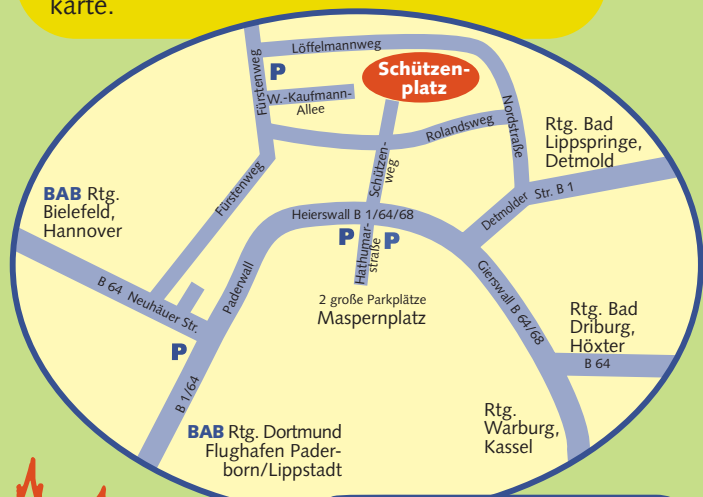 karte.
Löffelmannweg
P
Fürstenweg
W.-Kaufmann-
Allee
Schützen-
platz
Nordstraße
Rolandsweg
Rtg. Bad
Lippspringe,
Detmold
Schützen-
weg
Fürstenweg
BAB Rtg.
Bielefeld,
Hannover
Detmolder Str. B 1
Heierswall B 1/64/68
P P
Hathumar-
straße
Paderwall
Gierswall B 64/68
B 64 Neuhäuer Str.
2 große Parkplätze
Maspernplatz
Rtg. Bad
Driburg,
Höxter
B 64
P
B 1/64
Rtg.
Warburg,
Kassel
BAB Rtg. Dortmund
Flughafen Pader-
born/Lippstadt